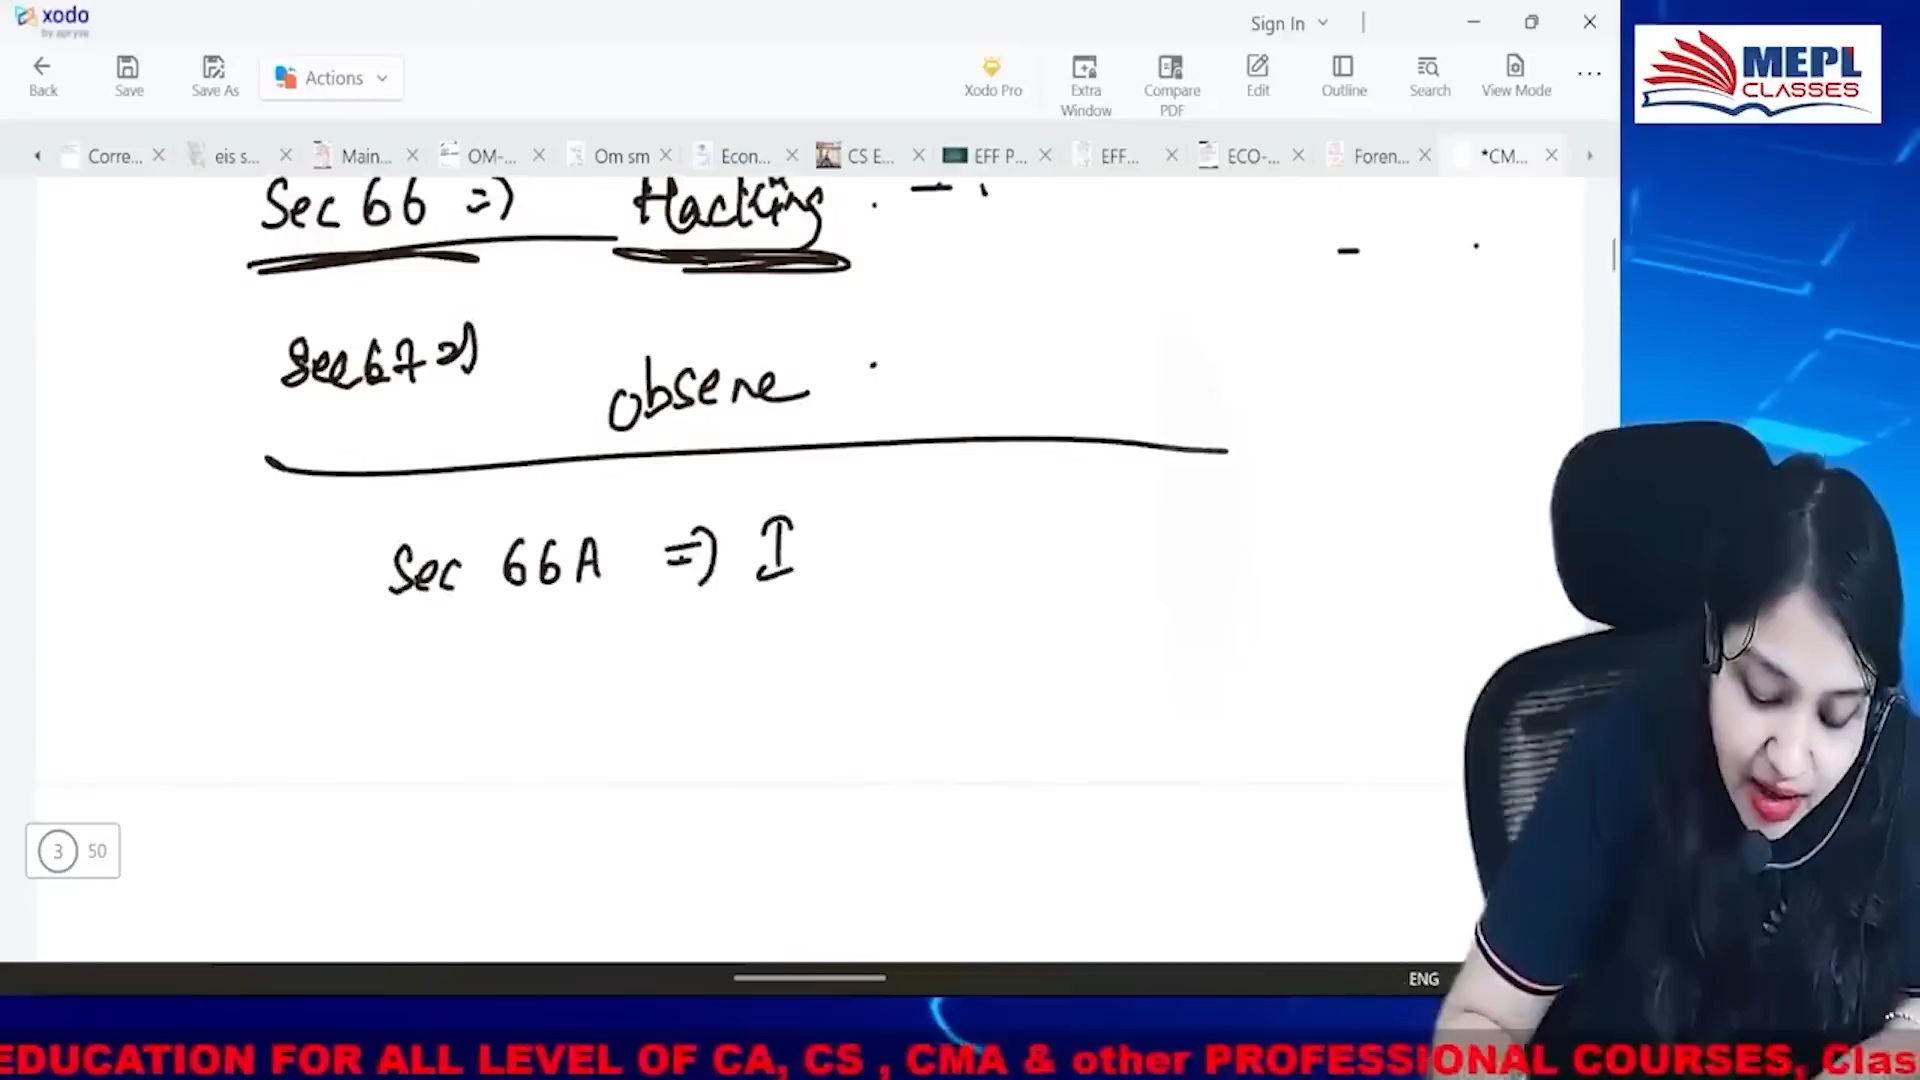 xodo
by apryse
Sign In
Back
Save
Save As
Actions
Xodo Pro
Extra Window
Compare PDF
Edit
Outline
Search
View Mode
MEPL
CLASSES
Corre...
eis s...
Main...
OM-...
Om sm
Econ...
CS E...
EFF P...
EFF...
ECO-...
Foren...
*CM...
Sec 66 => Hacking
Sec 67 =>
obsene
Sec 66A => I
3 50
ENG
EDUCATION FOR ALL LEVEL OF CA, CS , CMA & other PROFESSIONAL COURSES, Clas